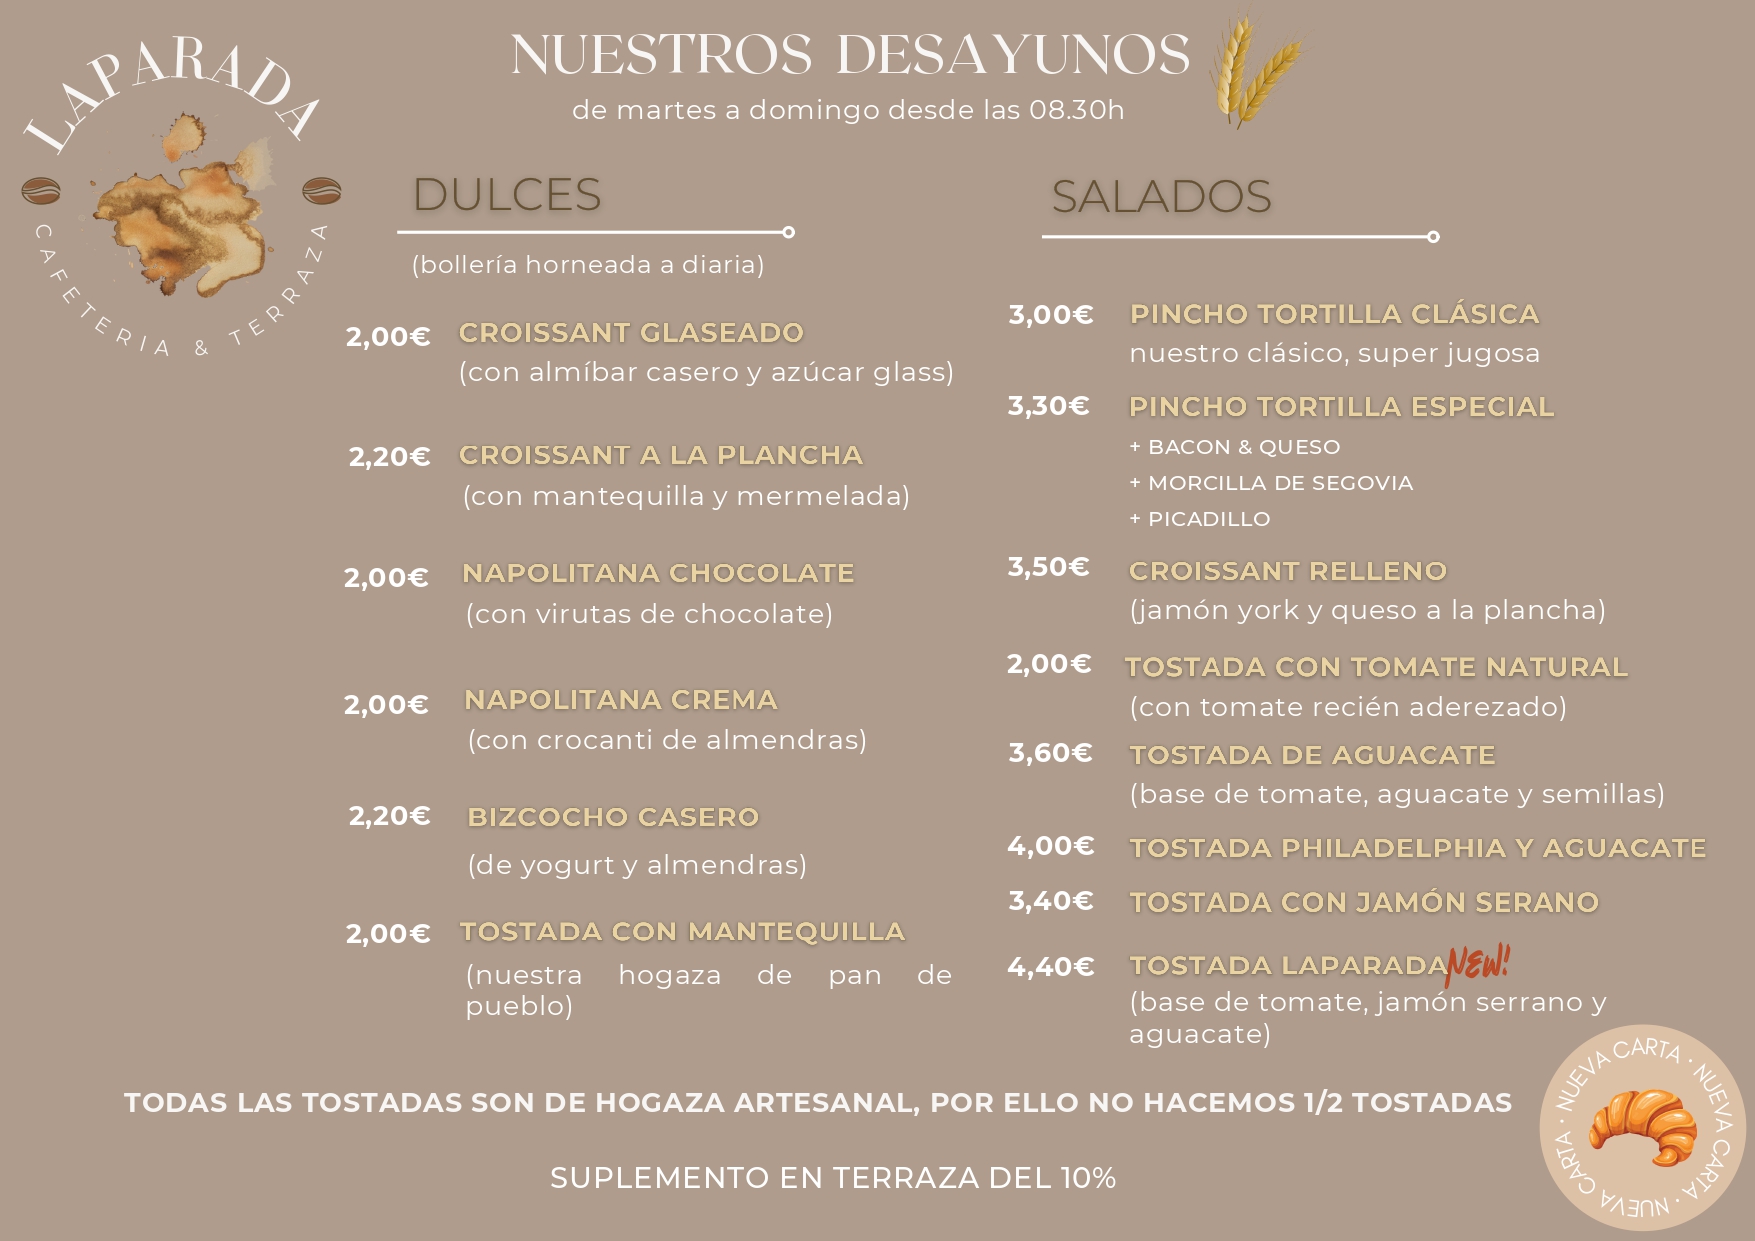 LAPARADA
CAFETERIA & TERRAZA
NUESTROS DESAYUNOS
de martes a domingo desde las 08.30h
DULCES
(bollería horneada a diaria)
2,00€ CROISSANT GLASEADO
(con almíbar casero y azúcar glass)
2,20€ CROISSANT A LA PLANCHA
(con mantequilla y mermelada)
2,00€ NAPOLITANA CHOCOLATE
(con virutas de chocolate)
2,00€ NAPOLITANA CREMA
(con crocanti de almendras)
2,20€ BIZCOCHO CASERO
(de yogurt y almendras)
2,00€ TOSTADA CON MANTEQUILLA
(nuestra hogaza de pan de
pueblo)
SALADOS
3,00€ PINCHO TORTILLA CLÁSICA
nuestro clásico, super jugosa
3,30€ PINCHO TORTILLA ESPECIAL
+ BACON & QUESO
+ MORCILLA DE SEGOVIA
+ PICADILLO
3,50€ CROISSANT RELLENO
(jamón york y queso a la plancha)
2,00€ TOSTADA CON TOMATE NATURAL
(con tomate recién aderezado)
3,60€ TOSTADA DE AGUACATE
(base de tomate, aguacate y semillas)
4,00€ TOSTADA PHILADELPHIA Y AGUACATE
3,40€ TOSTADA CON JAMÓN SERANO
4,40€ TOSTADA LAPARADA NEW!
(base de tomate, jamón serrano y
aguacate)
TODAS LAS TOSTADAS SON DE HOGAZA ARTESANAL, POR ELLO NO HACEMOS 1/2 TOSTADAS
SUPLEMENTO EN TERRAZA DEL 10%
NUEVA CARTA · NUEVA CARTA · NUEVA CARTA ·